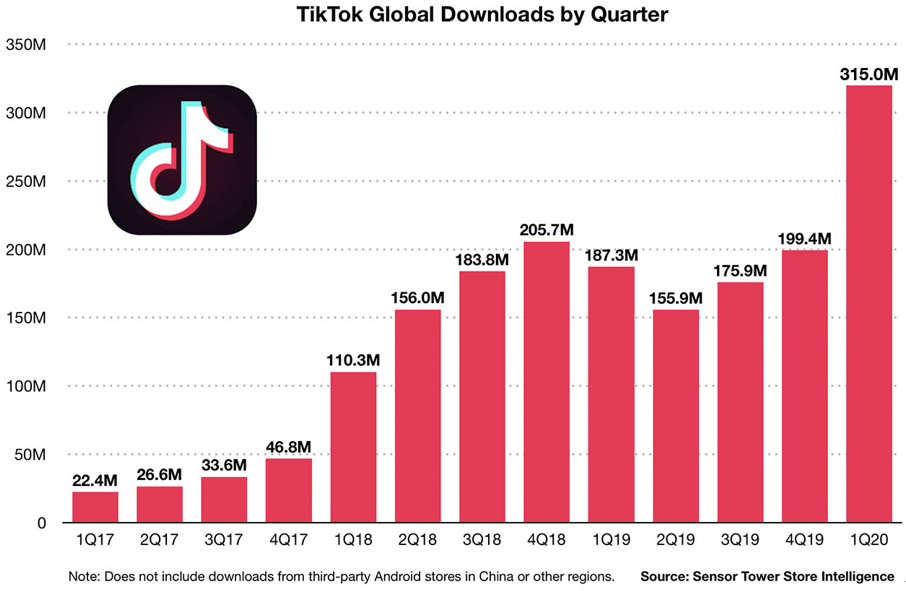 TikTok Global Downloads by Quarter
350M
300M
250M
200M
150M
100M
50M
0
22.4M
26.6M
33.6M
46.8M
110.3M
156.0M
183.8M
205.7M
187.3M
155.9M
175.9M
199.4M
315.0M
1Q17 2Q17 3Q17 4Q17 1Q18 2Q18 3Q18 4Q18 1Q19 2Q19 3Q19 4Q19 1Q20
Note: Does not include downloads from third-party Android stores in China or other regions. Source: Sensor Tower Store Intelligence